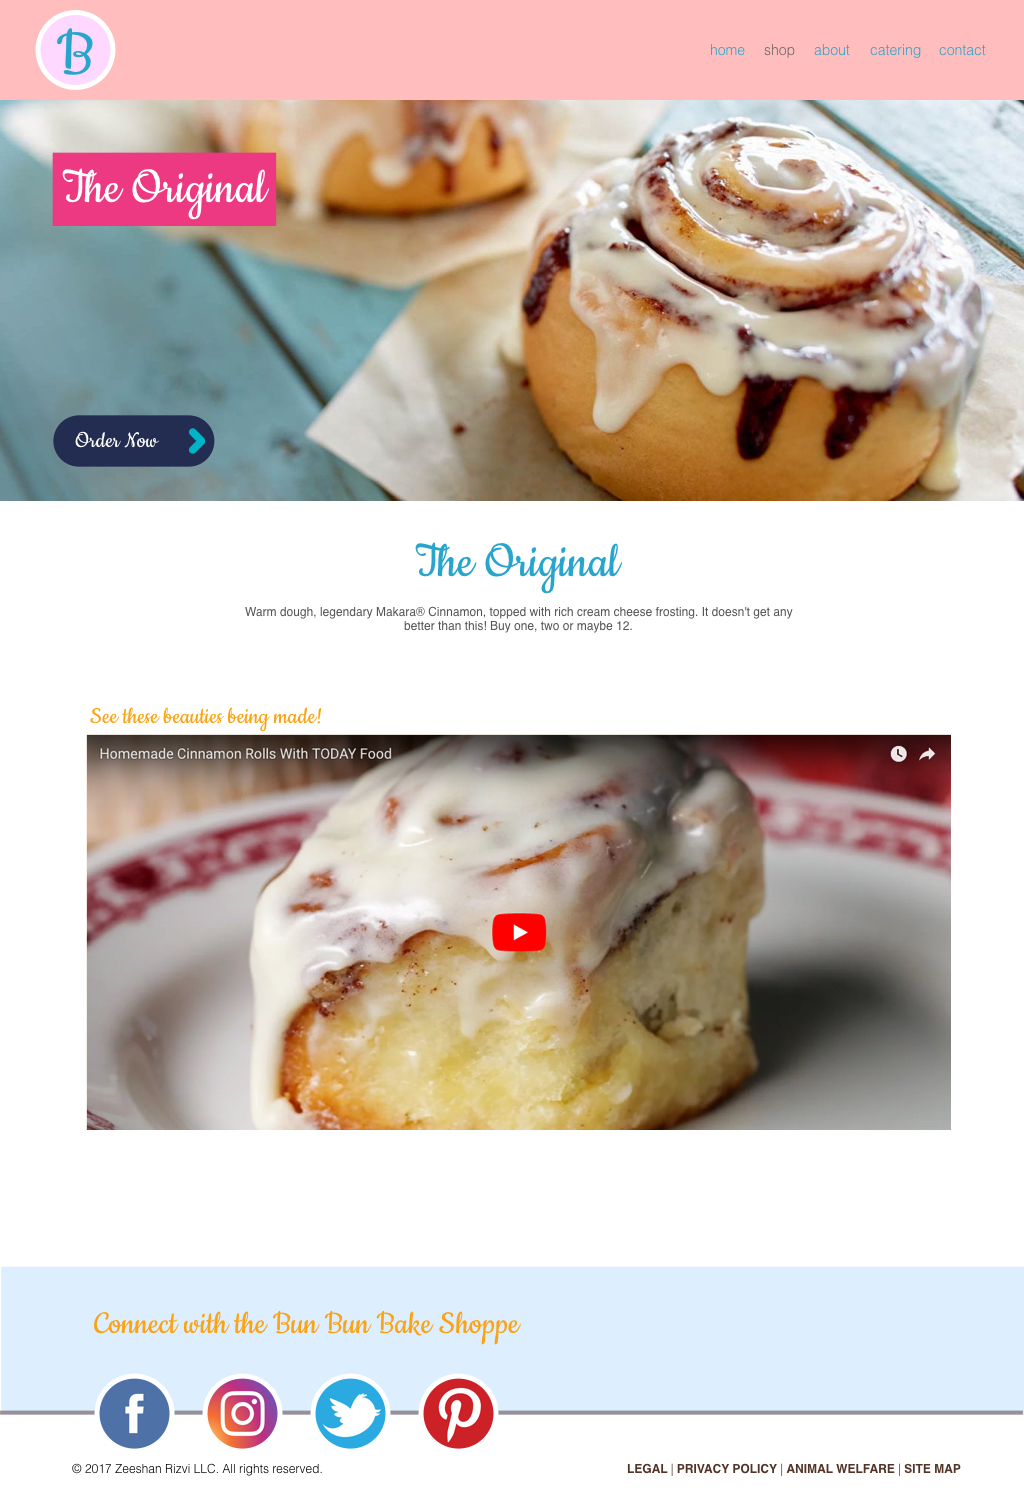 B
home shop about catering contact
The Original
Order Now
The Original
Warm dough, legendary Makara® Cinnamon, topped with rich cream cheese frosting. It doesn't get any
better than this! Buy one, two or maybe 12.
See these beauties being made!
Homemade Cinnamon Rolls With TODAY Food
Connect with the Bun Bun Bake Shoppe
© 2017 Zeeshan Rizvi LLC. All rights reserved.
LEGAL | PRIVACY POLICY | ANIMAL WELFARE | SITE MAP